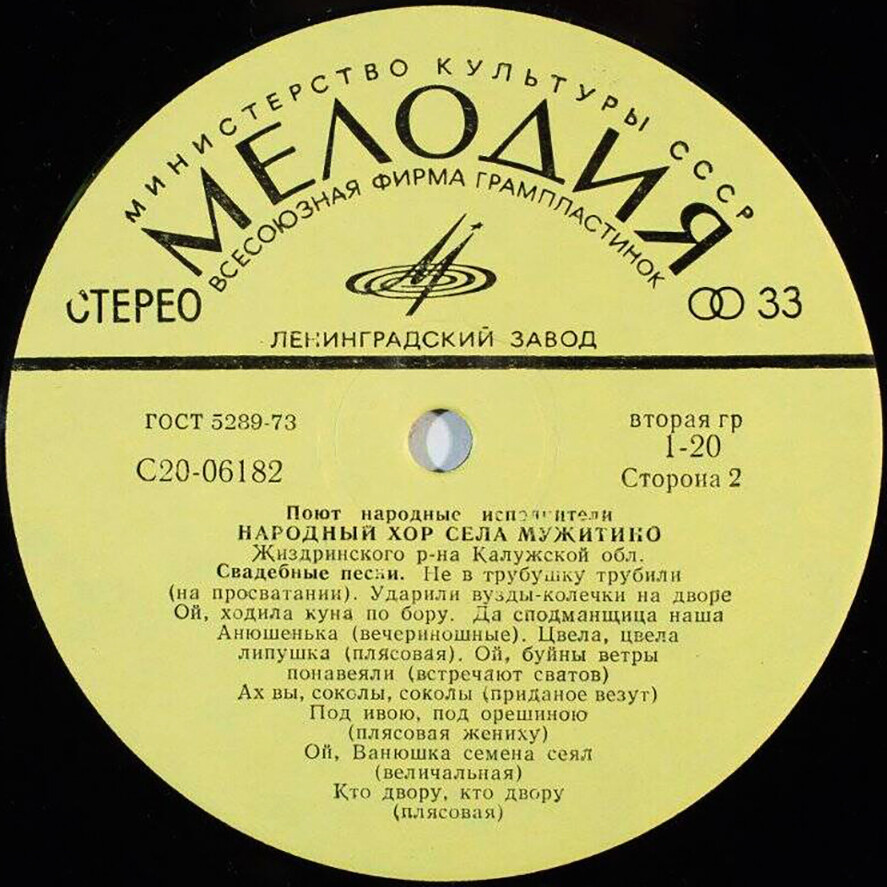 МИНИСТЕРСТВО КУЛЬТУРЫ СССР
МЕЛОДИЯ
ВСЕСОЮЗНАЯ ФИРМА ГРАМПЛАСТИНОК
СТЕРЕО
33
ЛЕНИНГРАДСКИЙ ЗАВОД
ГОСТ 5289-73
вторая гр
1-20
С20-06182
Сторона 2
Поют народные исполнители
НАРОДНЫЙ ХОР СЕЛА МУЖИТИНО
Жиздринского р-на Калужской обл.
Свадебные песни. Не в трубушку трубили
(на просватании). Ударили вузды-колечки на дворе
Ой, ходила куна по бору. Да сподманщица наша
Анюшенька (вечериношные). Цвела, цвела
липушка (плясовая). Ой, буйны ветры
понавеяли (встречают сватов)
Ах вы, соколы, соколы (приданое везут)
Под ивою, под орешиною
(плясовая жениху)
Ой, Ванюшка семена сеял
(величальная)
Кто двору, кто двору
(плясовая)